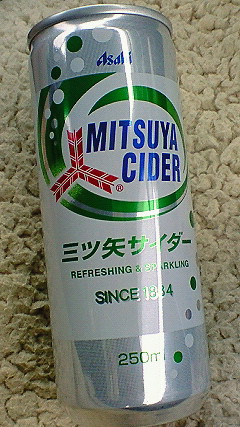 Asahi
MITSUYA
CIDER
®
三ツ矢サイダー
REFRESHING & SPARKLING
SINCE 1884
250ml